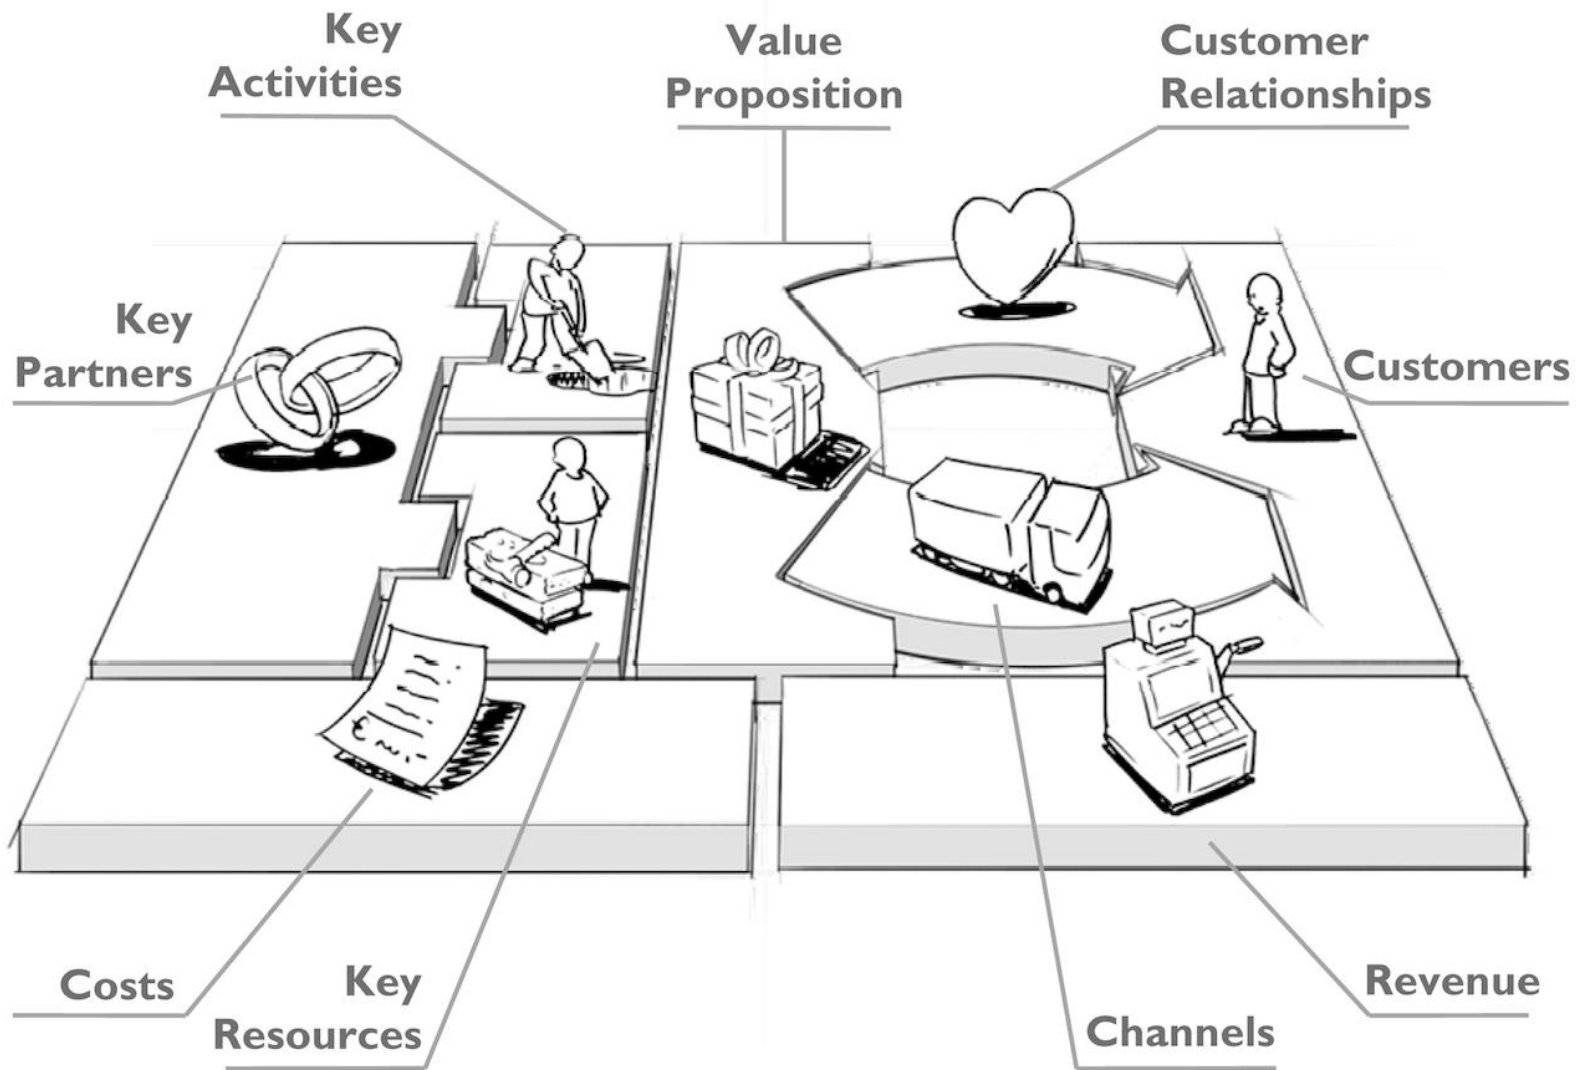 Key
Activities
Value
Proposition
Customer
Relationships
Key
Partners
Customers
Costs
Key
Resources
Channels
Revenue